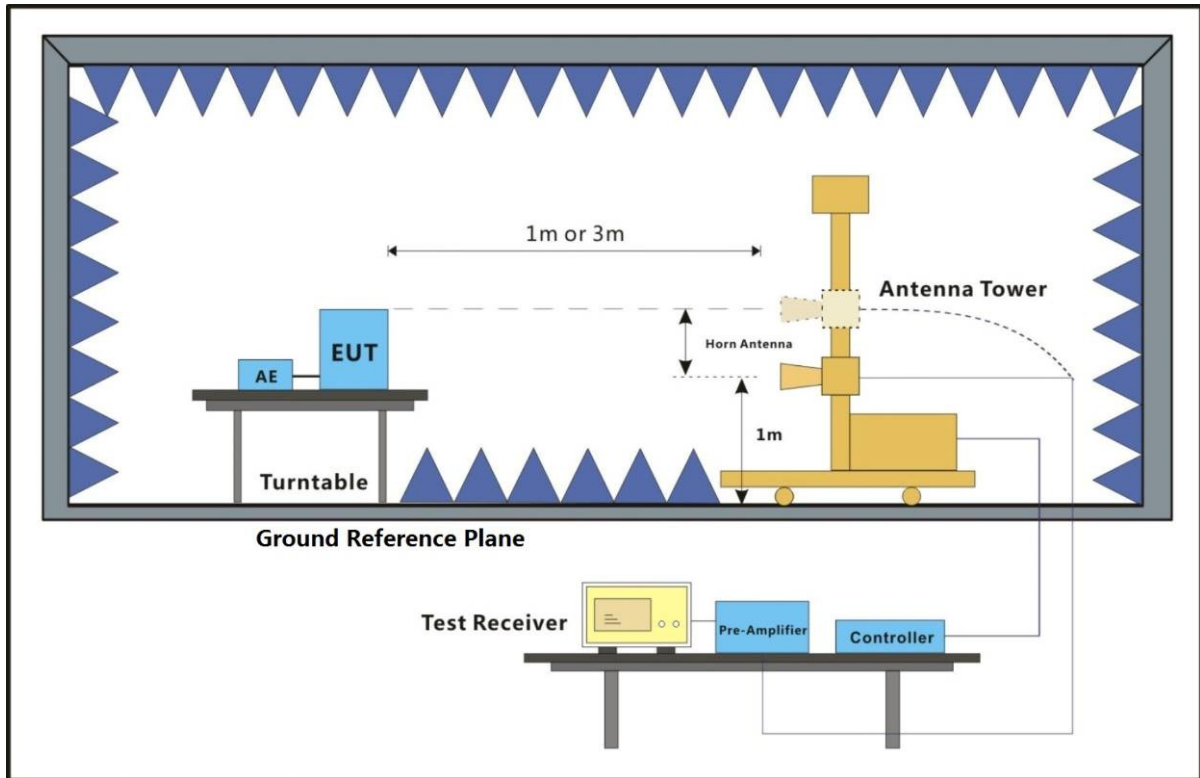 1m or 3m
Antenna Tower
Horn Antenna
EUT
AE
1m
Turntable
Ground Reference Plane
Test Receiver
Pre-Amplifier
Controller